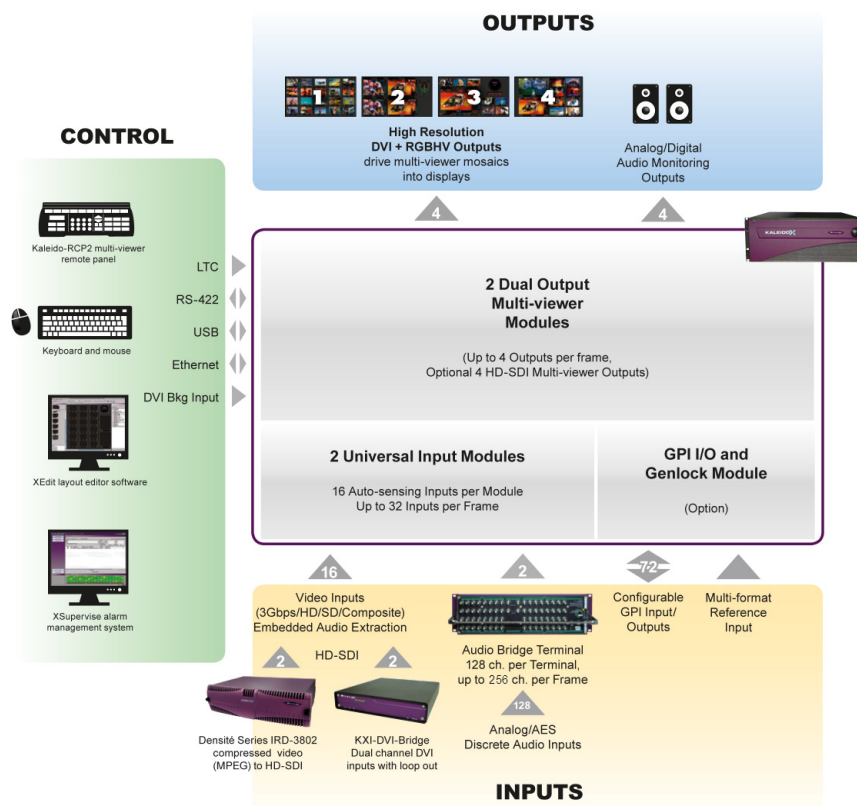 OUTPUTS
1
2
3
4
High Resolution
DVI + RGBHV Outputs
drive multi-viewer mosaics
into displays
Analog/Digital
Audio Monitoring
Outputs
4
4
CONTROL
Kaleido-RCP2 multi-viewer
remote panel
Keyboard and mouse
XEdit layout editor software
XSupervise alarm
management system
LTC
RS-422
USB
Ethernet
DVI Bkg Input
KALEIDOX
2 Dual Output
Multi-viewer
Modules
(Up to 4 Outputs per frame,
Optional 4 HD-SDI Multi-viewer Outputs)
2 Universal Input Modules
16 Auto-sensing Inputs per Module
Up to 32 Inputs per Frame
GPI I/O and
Genlock Module
(Option)
16
2
72
Video Inputs
(3Gbps/HD/SD/Composite)
Embedded Audio Extraction
2
HD-SDI
2
Densité Series IRD-3802
compressed video
(MPEG) to HD-SDI
KXI-DVI-Bridge
Dual channel DVI
inputs with loop out
Audio Bridge Terminal
128 ch. per Terminal,
up to 256 ch. per Frame
128
Analog/AES
Discrete Audio Inputs
Configurable
GPI Input/
Outputs
Multi-format
Reference
Input
INPUTS